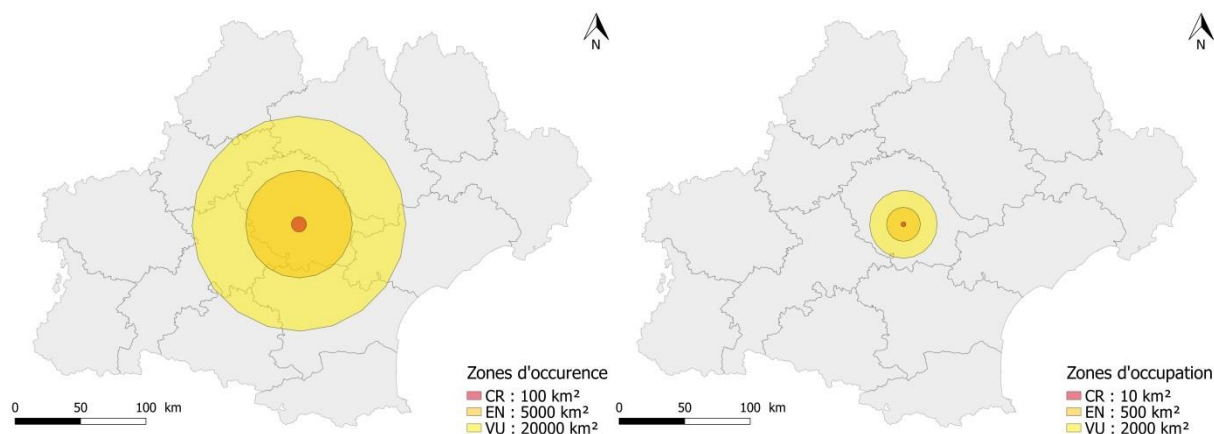 N
Zones d'occurence
CR : 100 km²
EN : 5000 km²
VU : 20000 km²
0 50 100 km
N
Zones d'occupation
CR : 10 km²
EN : 500 km²
VU : 2000 km²
0 50 100 km